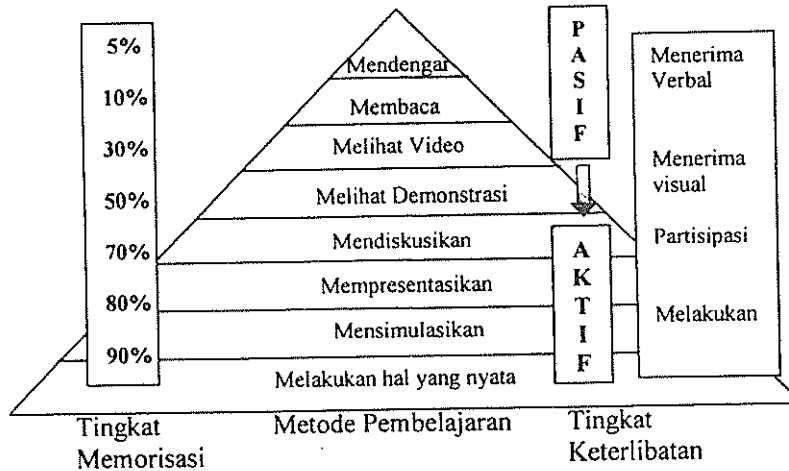 5%
10%
30%
50%
70%
80%
90%
Mendengar
Membaca
Melihat Video
Melihat Demonstrasi
Mendiskusikan
Mempresentasikan
Mensimulasikan
Melakukan hal yang nyata
P
A
S
I
F
A
K
T
I
F
Menerima
Verbal
Menerima
visual
Partisipasi
Melakukan
Tingkat
Memorisasi
Metode Pembelajaran
Tingkat
Keterlibatan